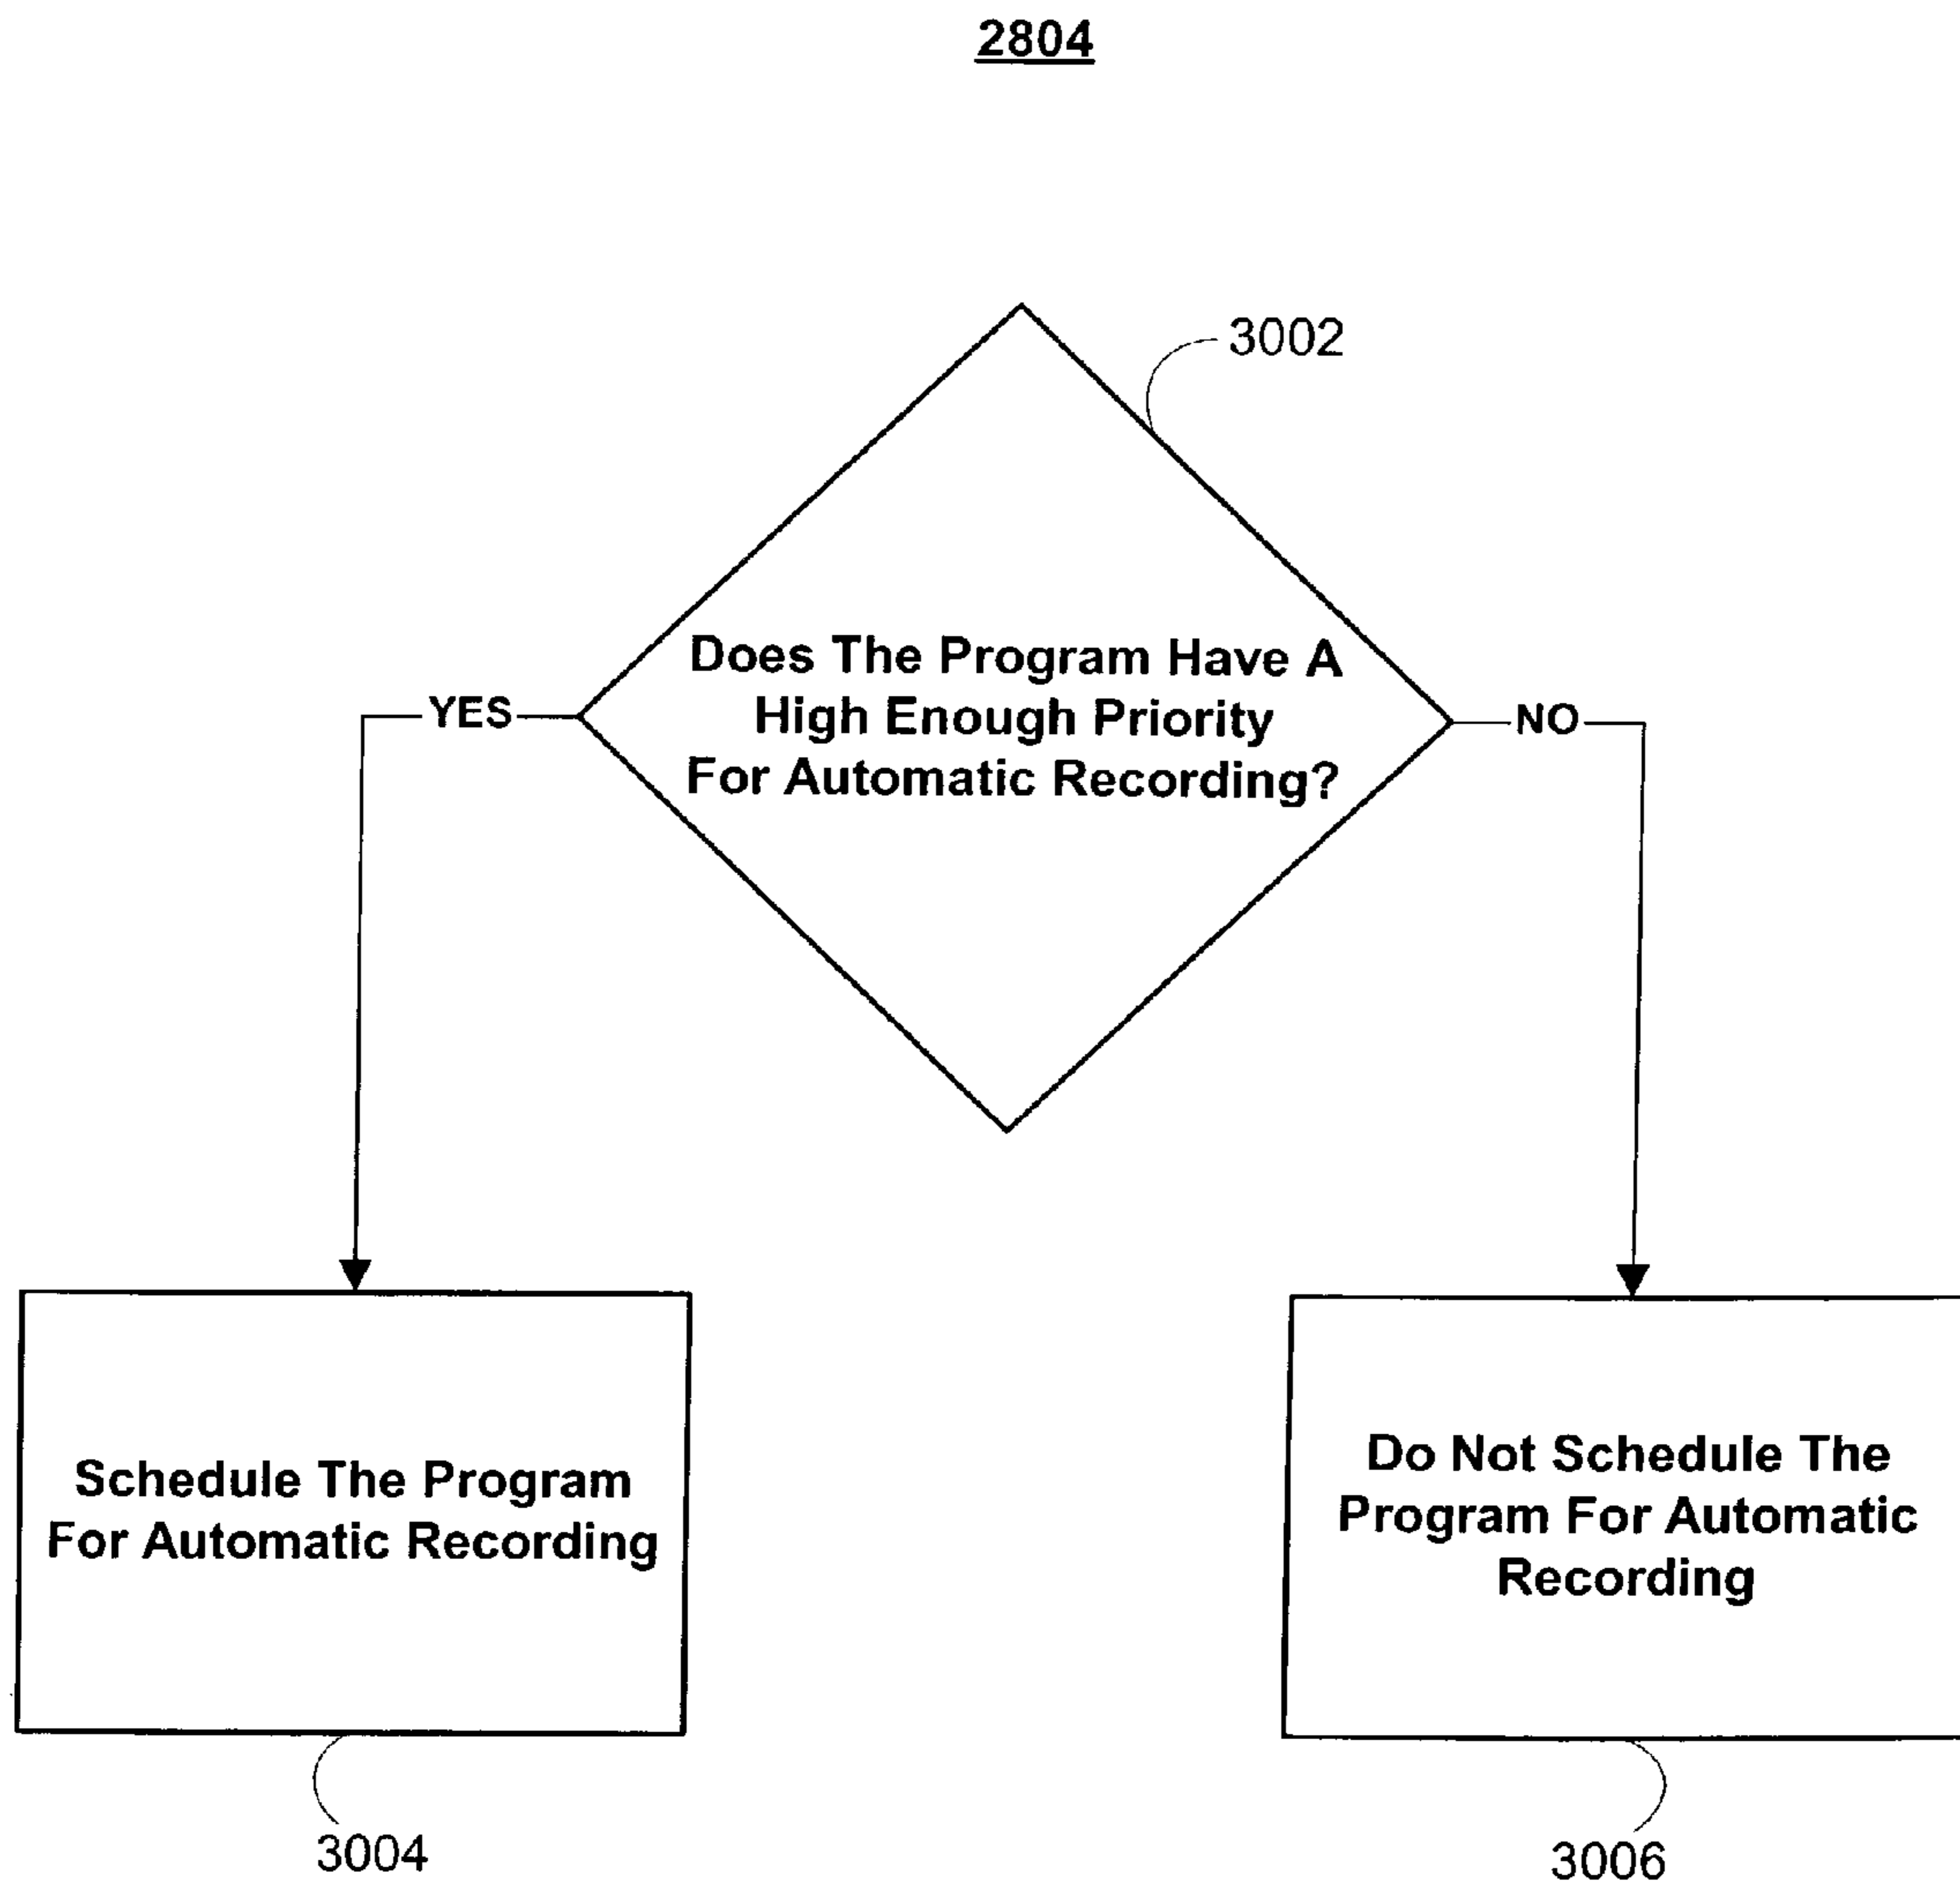 2804
3002
Does The Program Have A
High Enough Priority
For Automatic Recording?
YES
NO
Schedule The Program
For Automatic Recording
Do Not Schedule The
Program For Automatic
Recording
3004
3006